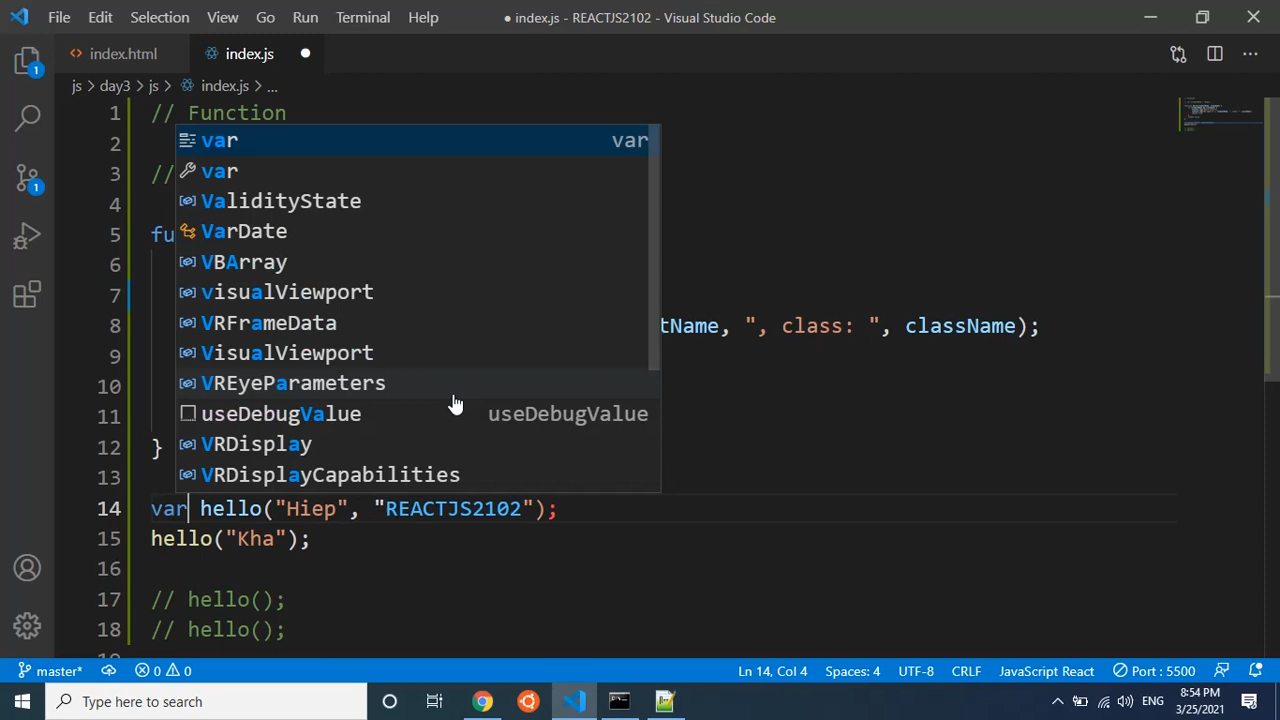 File Edit Selection View Go Run Terminal Help ● index.js - REACTJS2102 - Visual Studio Code
index.html index.js
js > day3 > js > index.js > ...
1 // Function
2
3 //
4
5 fu
6
7
8 tName, ", class: ", className);
9
10
11
12 }
13
14 var hello("Hiep", "REACTJS2102");
15 hello("Kha");
16
17 // hello();
18 // hello();
var var
var
ValidityState
VarDate
VBArray
visualViewport
VRFrameData
VisualViewport
VREyeParameters
useDebugValue useDebugValue
VRDisplay
VRDisplayCapabilities
1
1
master* 0 0 Ln 14, Col 4 Spaces: 4 UTF-8 CRLF JavaScript React Port : 5500
Type here to search
ENG
8:54 PM
3/25/2021